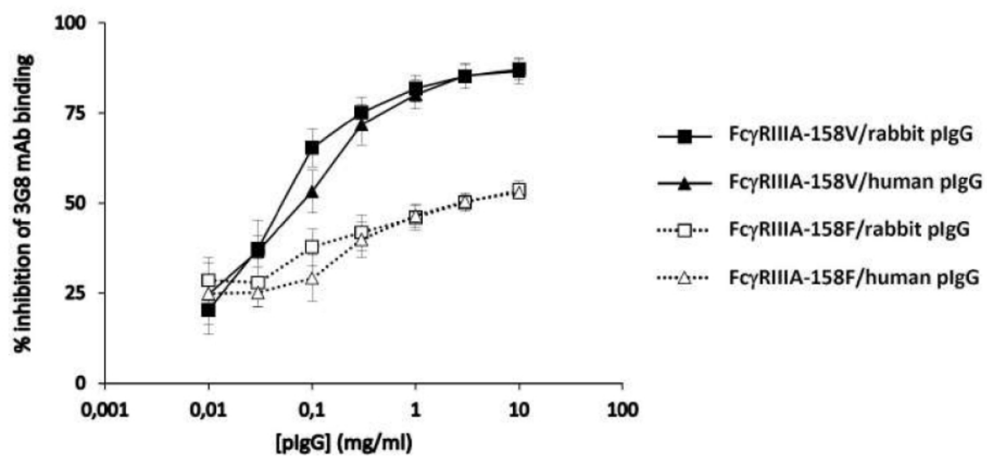 100
75
50
25
0
% inhibition of 3G8 mAb binding
0,001 0,01 0,1 1 10 100
[pIgG] (mg/ml)
FcγRIIIA-158V/rabbit pIgG
FcγRIIIA-158V/human pIgG
FcγRIIIA-158F/rabbit pIgG
FcγRIIIA-158F/human pIgG